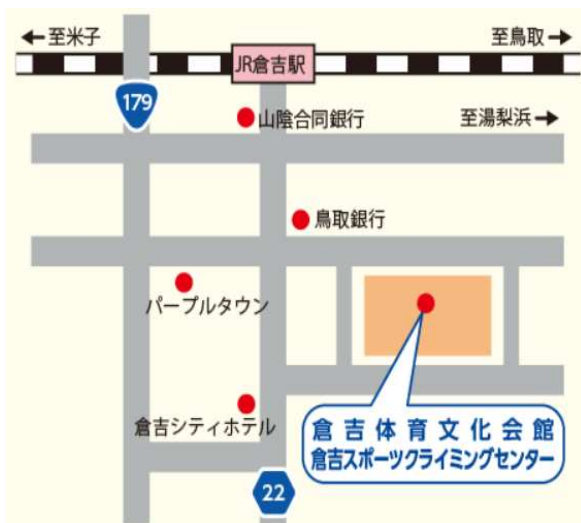 ←至米子
至鳥取→
JR倉吉駅
179
山陰合同銀行
至湯梨浜→
鳥取銀行
パープルタウン
倉吉シティホテル
倉吉体育文化会館
倉吉スポーツクライミングセンター
22